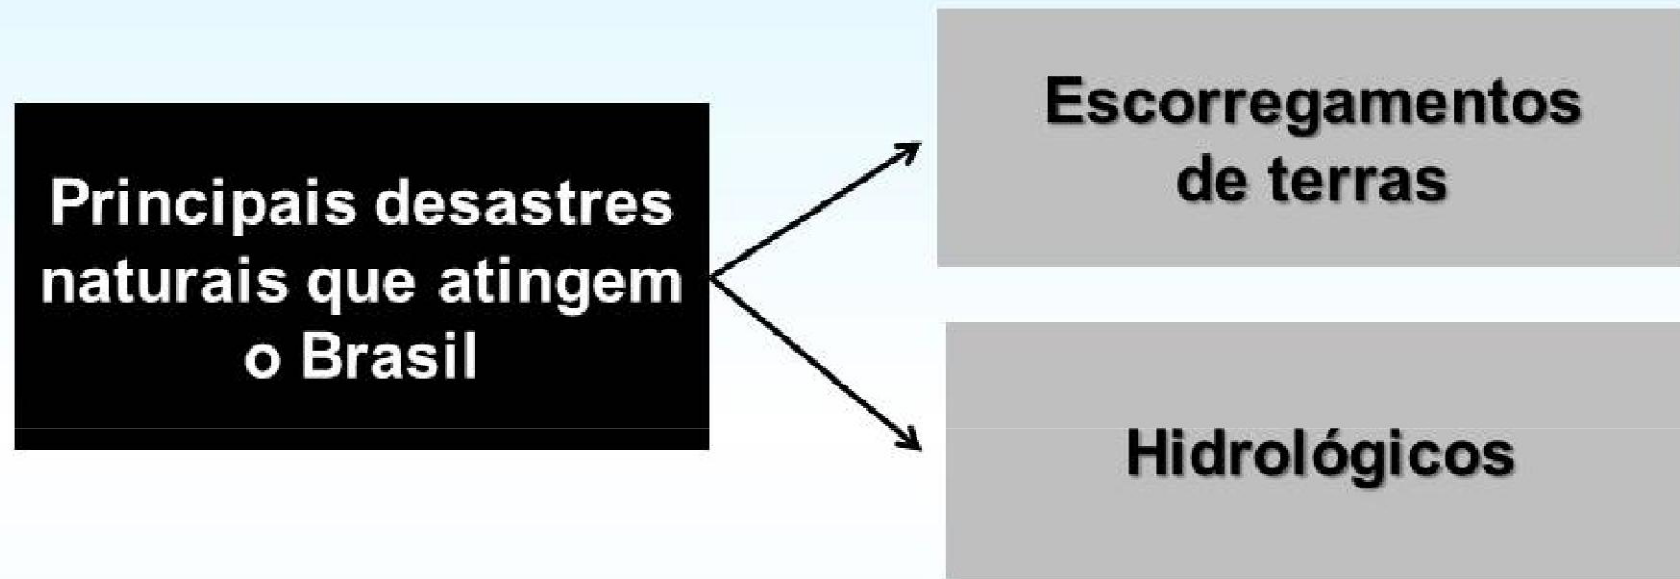 Principais desastres
naturais que atingem
o Brasil
Escorregamentos
de terras
Hidrológicos